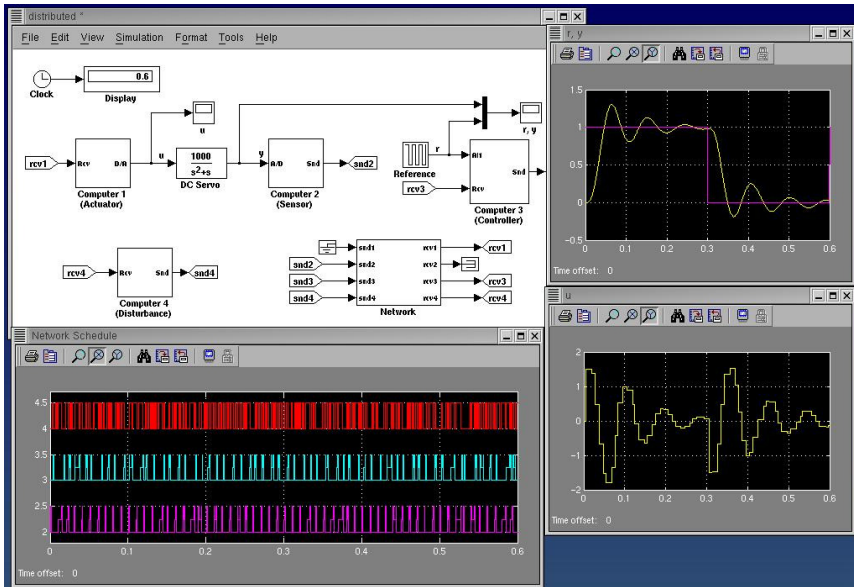 distributed *
File Edit View Simulation Format Tools Help
Clock
0.6
Display
u
r, y
rcv1
Rcv D/A
Computer 1
(Actuator)
u
1000
s²+s
DC Servo
y
A/D Snd
Computer 2
(Sensor)
snd2
Reference
r
rcv3
Rcv
Snd
Computer 3
(Controller)
rcv4
Rcv Snd
Computer 4
(Disturbance)
snd4
snd2
snd3
snd4
snd1 rcv1
snd2 rcv2
snd3 rcv3
snd4 rcv4
Network
rcv1
rcv3
rcv4
r, y
1.5
1
0.5
0
-0.5
0 0.1 0.2 0.3 0.4 0.5 0.6
Time offset: 0
Network Schedule
4.5
4
3.5
3
2.5
2
0 0.1 0.2 0.3 0.4 0.5 0.6
Time offset: 0
u
2
1
0
-1
-2
0 0.1 0.2 0.3 0.4 0.5 0.6
Time offset: 0